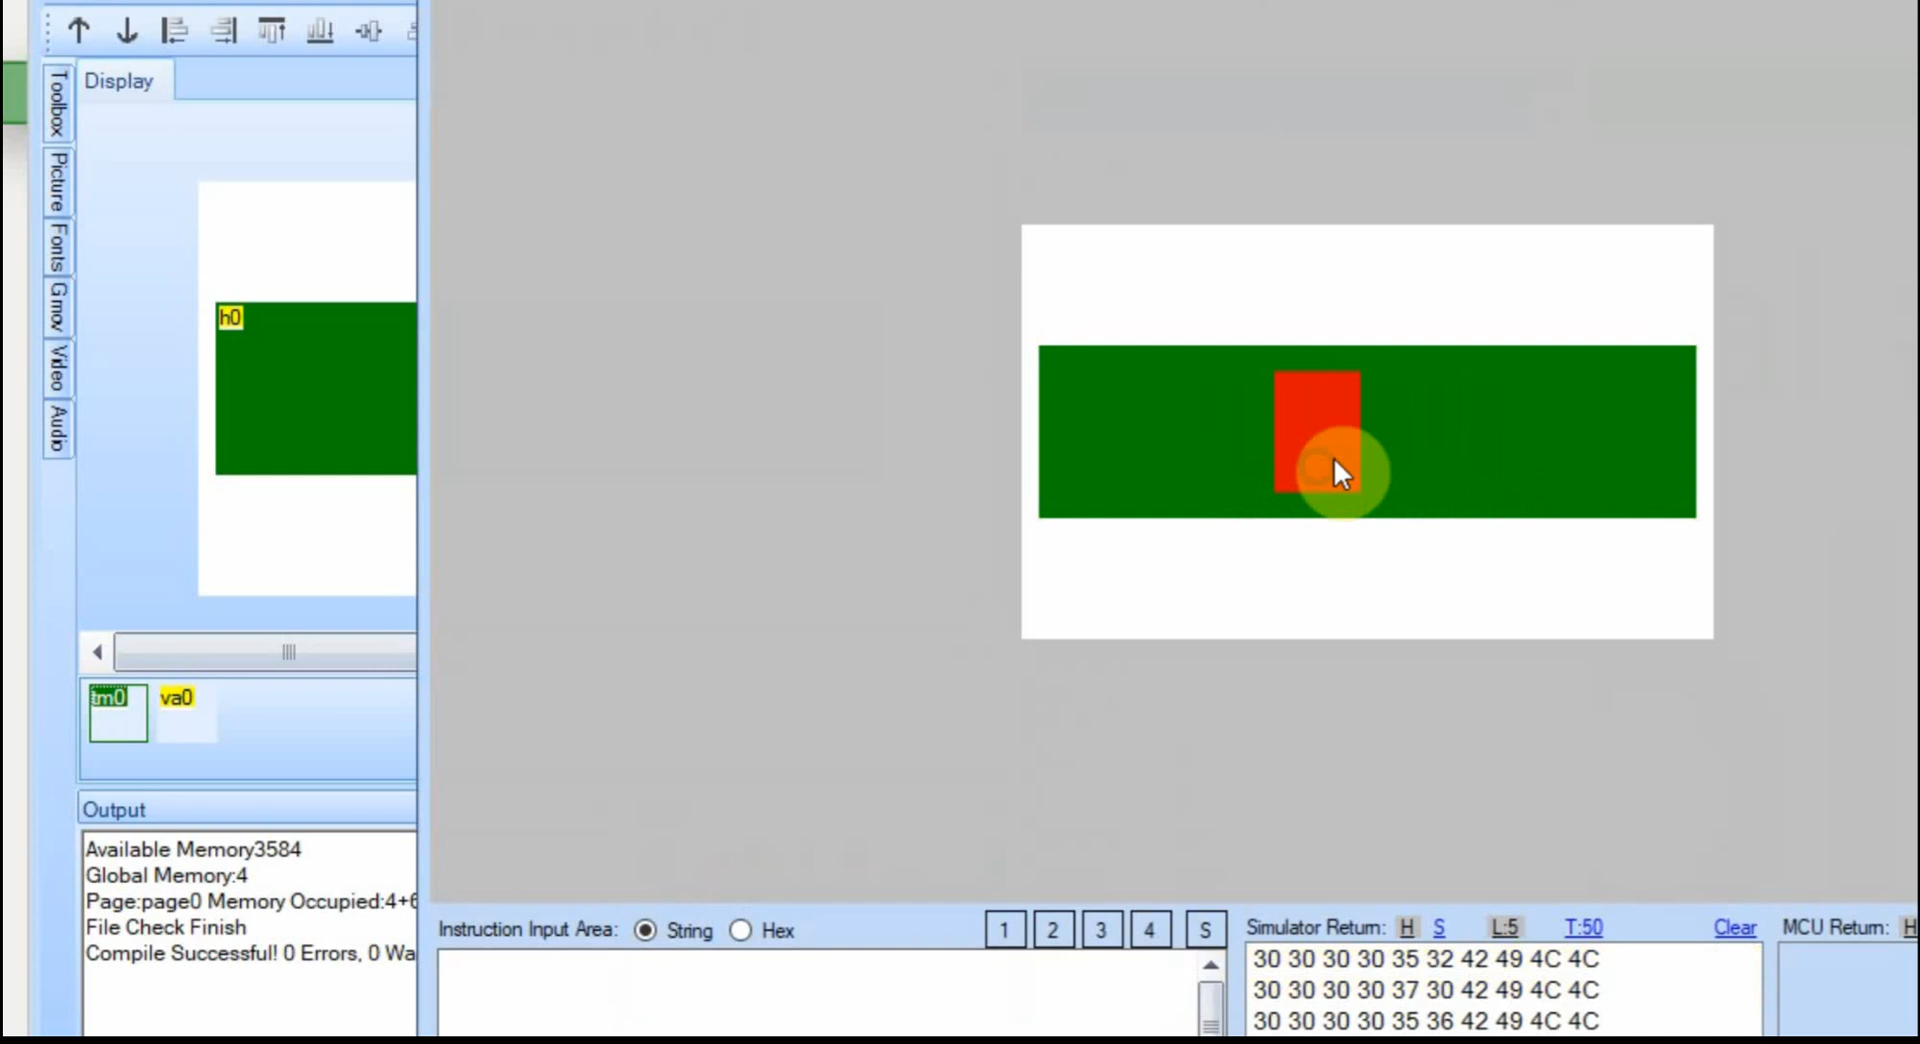 Display
Toolbox
Picture
Fonts
Gmov
Video
Audio
h0
tm0
va0
Output
Available Memory3584
Global Memory:4
Page:page0 Memory Occupied:4+6
File Check Finish
Compile Successful! 0 Errors, 0 Wa
Instruction Input Area: String Hex 1 2 3 4 S
Simulator Return: H S L:5 T:50 Clear
30 30 30 30 35 32 42 49 4C 4C
30 30 30 30 37 30 42 49 4C 4C
30 30 30 30 35 36 42 49 4C 4C
MCU Return: H